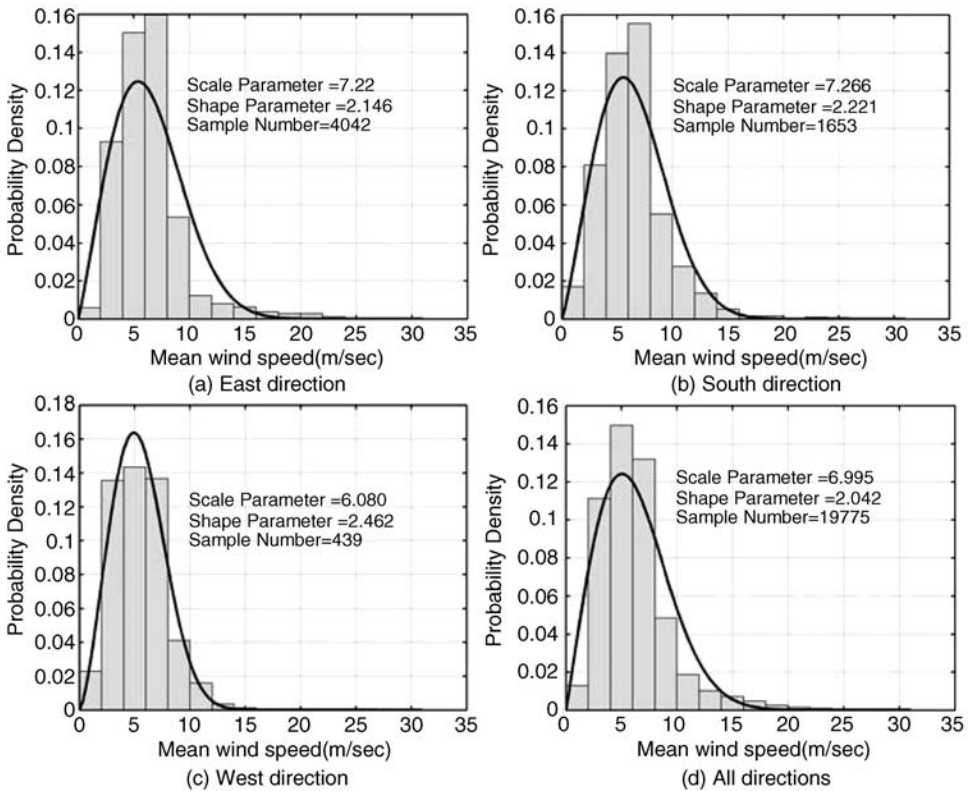 0.16
0.14
0.12
0.1
0.08
0.06
0.04
0.02
0
Probability Density
Scale Parameter =7.22
Shape Parameter =2.146
Sample Number=4042
0 5 10 15 20 25 30 35
Mean wind speed(m/sec)
(a) East direction
0.16
0.14
0.12
0.1
0.08
0.06
0.04
0.02
0
Probability Density
Scale Parameter =7.266
Shape Parameter =2.221
Sample Number=1653
0 5 10 15 20 25 30 35
Mean wind speed(m/sec)
(b) South direction
0.18
0.16
0.14
0.12
0.1
0.08
0.06
0.04
0.02
0
Probability Density
Scale Parameter =6.080
Shape Parameter =2.462
Sample Number=439
0 5 10 15 20 25 30 35
Mean wind speed(m/sec)
(c) West direction
0.16
0.14
0.12
0.1
0.08
0.06
0.04
0.02
0
Probability Density
Scale Parameter =6.995
Shape Parameter =2.042
Sample Number=19775
0 5 10 15 20 25 30 35
Mean wind speed(m/sec)
(d) All directions